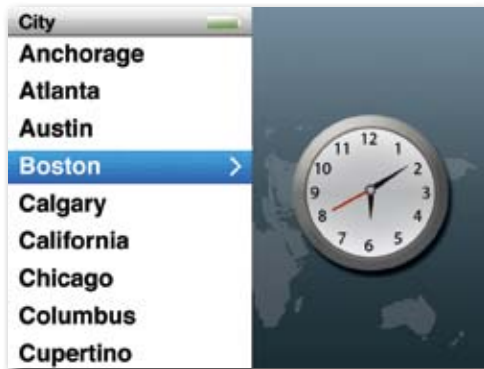 City
Anchorage
Atlanta
Austin
Boston
Calgary
California
Chicago
Columbus
Cupertino
12
1
2
3
4
5
6
7
8
9
10
11